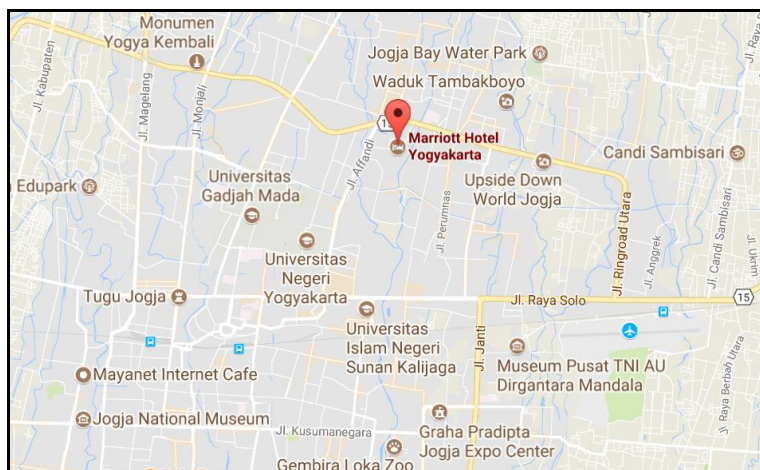 Monumen
Yogya Kembali
Jogja Bay Water Park
Waduk Tambakboyo
Jl. Kabupaten
Jl. Magelang
Jl. Monjali
Jl. Affandi
Marriott Hotel
Yogyakarta
Candi Sambisari
Edupark
Universitas
Gadjah Mada
Upside Down
World Jogja
Jl. Perumnas
Jl. Ringroad Utara
Jl. Anggrek
Jl. Candi Sambisari
Jl. Ukrim
Universitas
Negeri
Yogyakarta
Tugu Jogja
Jl. Raya Solo
15
Universitas
Islam Negeri
Sunan Kalijaga
Jl. Janti
Museum Pusat TNI AU
Dirgantara Mandala
Jl. Raya Berbah Utara
Mayanet Internet Cafe
Jogja National Museum
Jl. Kusumanegara
Graha Pradipta
Jogja Expo Center
Gembira Loka Zoo